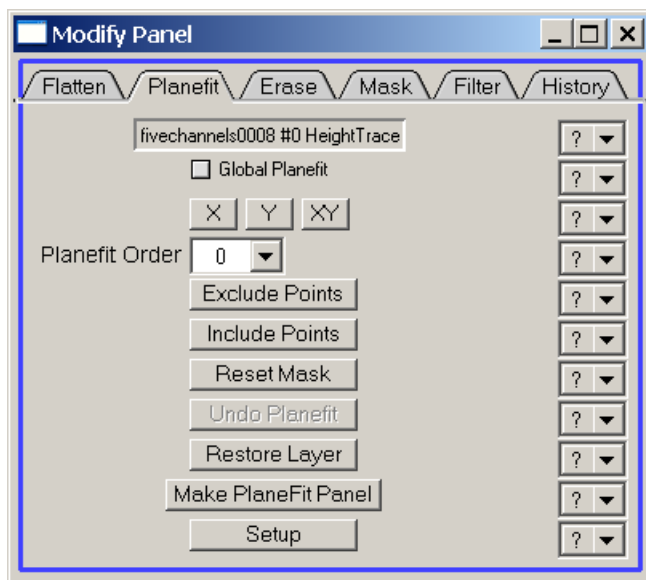 Modify Panel
Flatten Planefit Erase Mask Filter History
fivechannels0008 #0 HeightTrace ?
Global Planefit ?
X Y XY ?
Planefit Order 0 ?
Exclude Points ?
Include Points ?
Reset Mask ?
Undo Planefit ?
Restore Layer ?
Make PlaneFit Panel ?
Setup ?